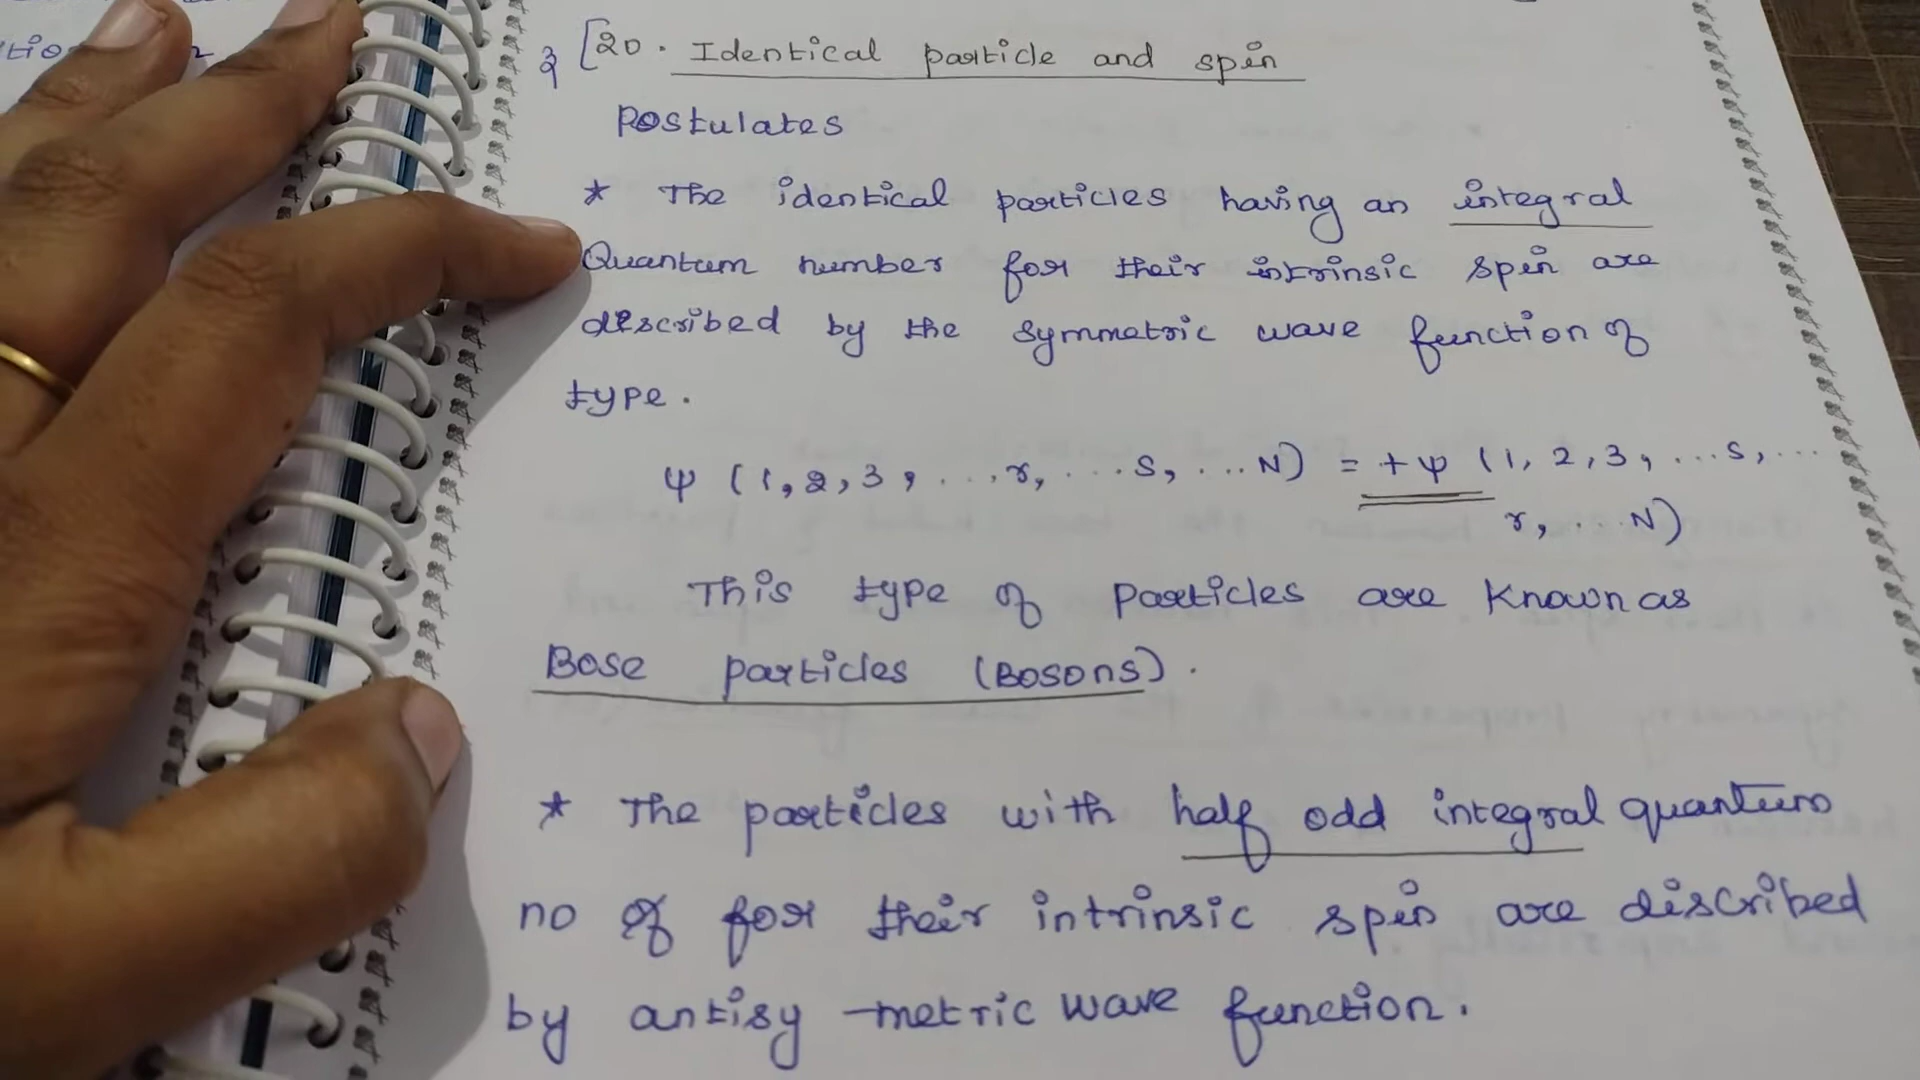 [20. Identical particle and spin
Postulates
* The identical particles having an integral
Quantum number for their intrinsic spin are
described by the symmetric wave function of
type.
ψ (1,2,3, ...r, ...s, ...N) = +ψ (1, 2,3, ...s, ...
r, ...N)
This type of particles are known as
Bose particles (Bosons).
* The particles with half odd integral quantum
no of for their intrinsic spin are described
by antisy-metric wave function.